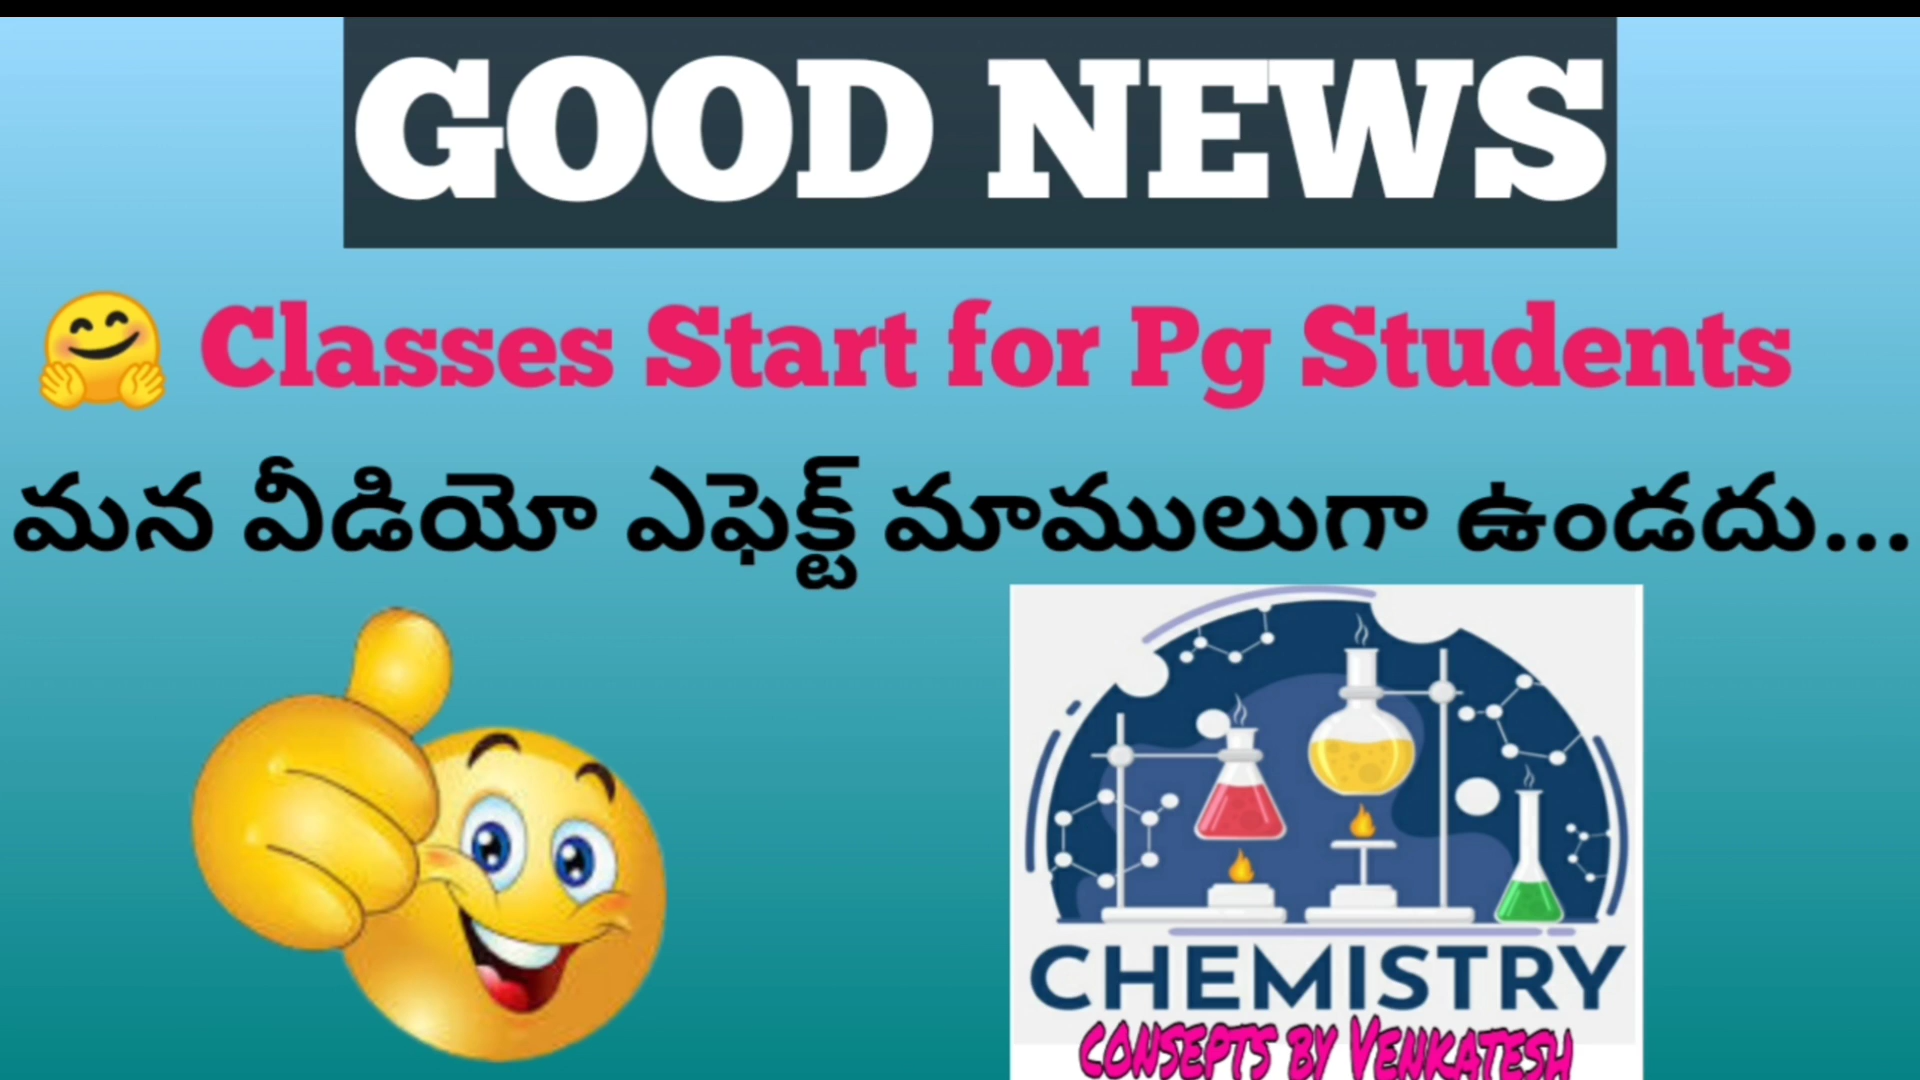 GOOD NEWS
🤗 Classes Start for Pg Students
మన వీడియో ఎఫెక్ట్ మాములుగా ఉండదు...
CHEMISTRY
CONSEPTS BY VENKATESH